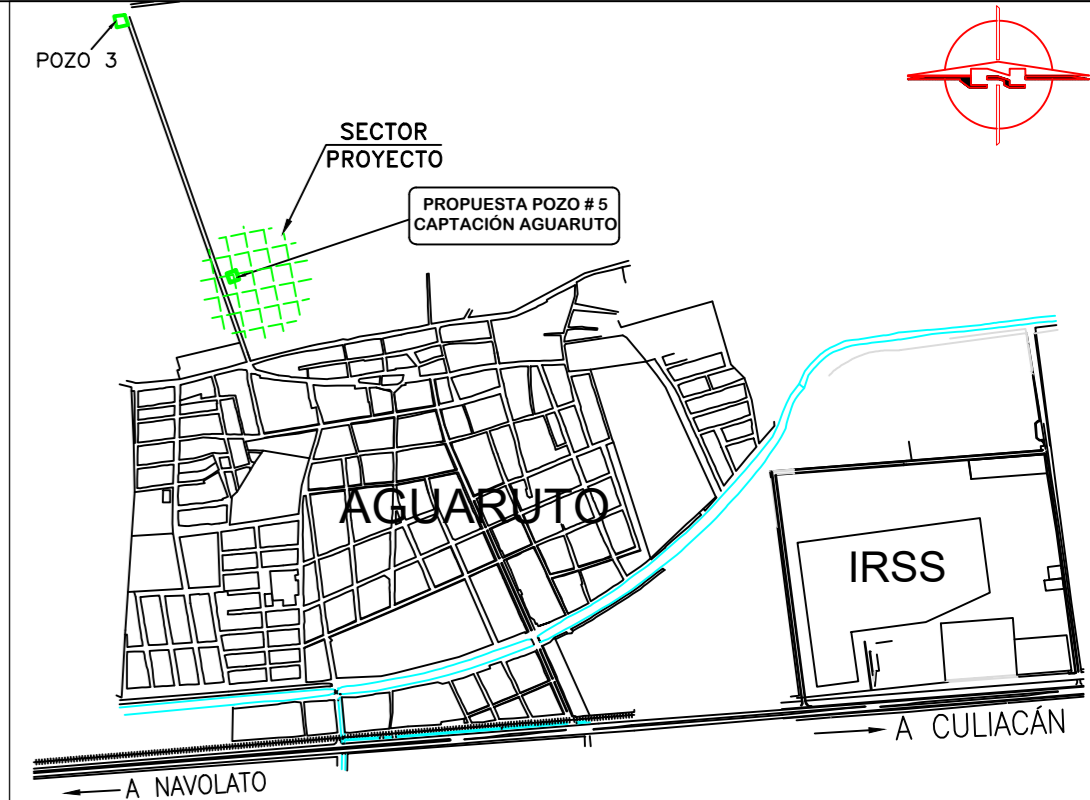 POZO 3
SECTOR
PROYECTO
PROPUESTA POZO # 5
CAPTACIÓN AGUARUTO
AGUARUTO
IRSS
A CULIACÁN
A NAVOLATO